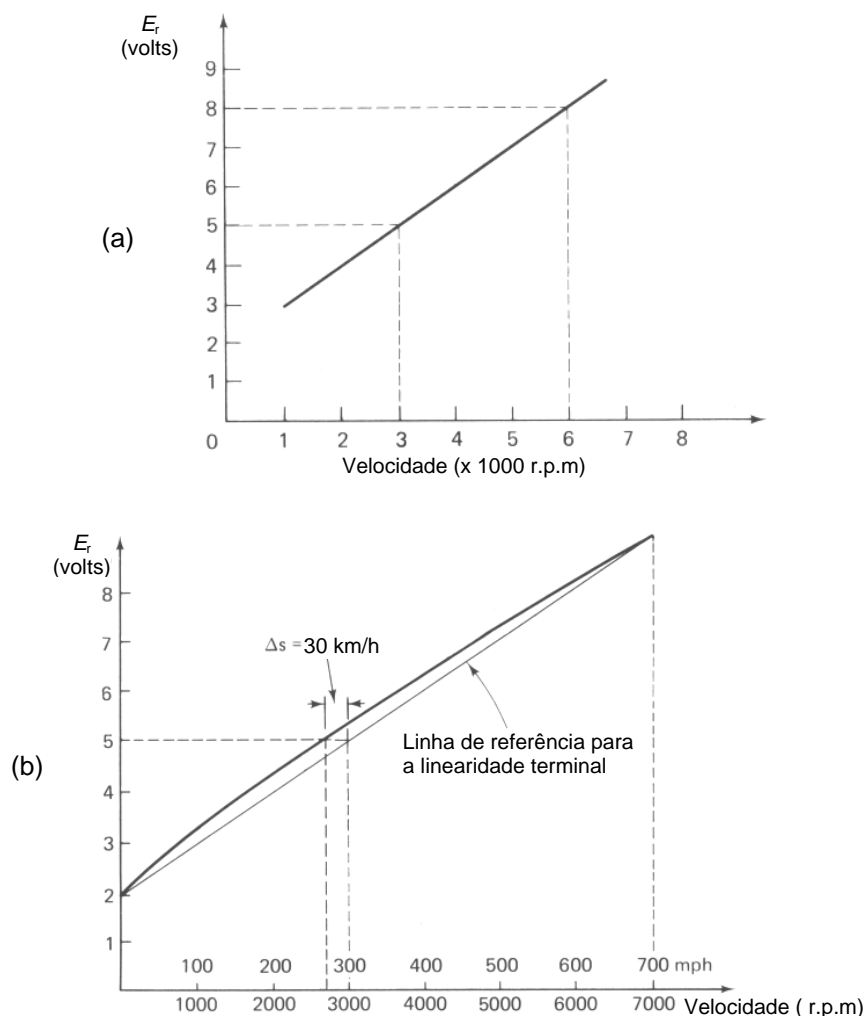 Er
(volts)
9
8
7
6
5
4
3
2
1
(a)
0 1 2 3 4 5 6 7 8
Velocidade (x 1000 r.p.m)
Er
(volts)
8
7
6
5
4
3
2
1
Δs = 30 km/h
Linha de referência para
a linearidade terminal
(b)
100 200 300 400 500 600 700 mph
1000 2000 3000 4000 5000 6000 7000 Velocidade ( r.p.m)